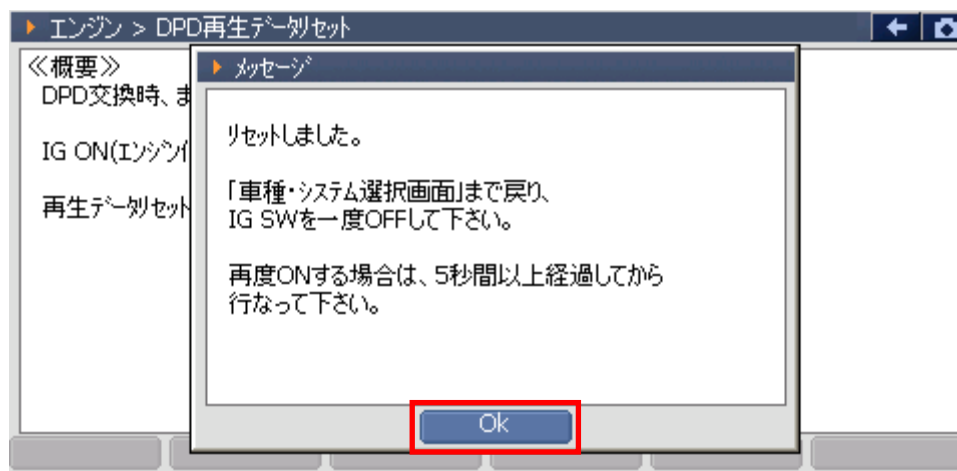 エンジン > DPD再生データリセット
≪概要≫
DPD交換時、ま
IG ON(エンジン
再生データリセット
メッセージ
リセットしました。
「車種・システム選択画面」まで戻り、
IG SWを一度OFFして下さい。
再度ONする場合は、5秒間以上経過してから
行なって下さい。
Ok